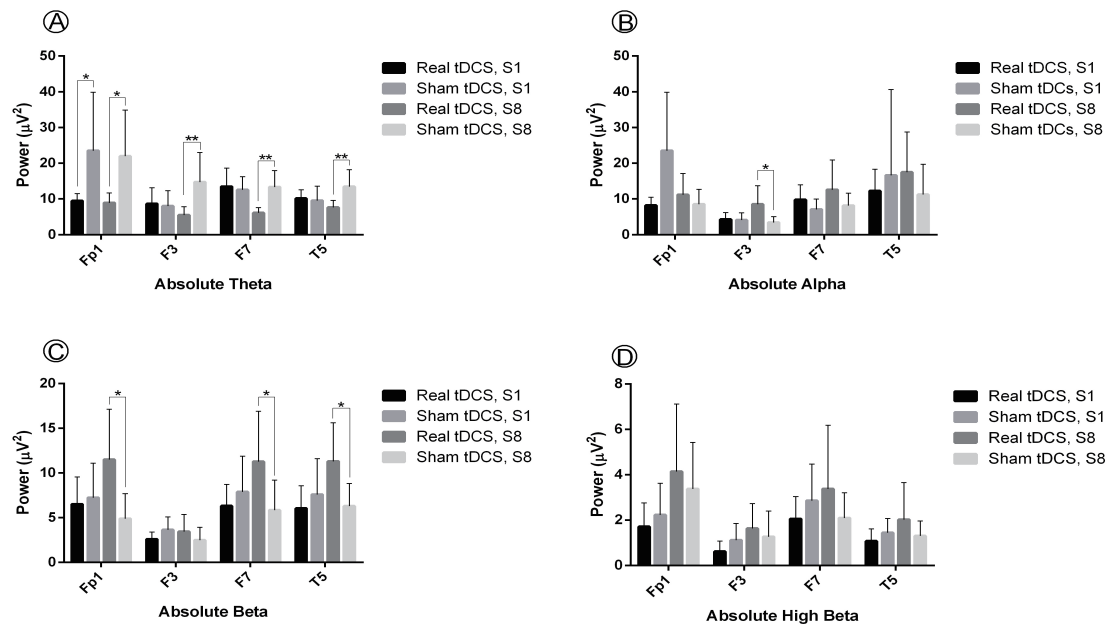 A
50
40
30
20
10
0
Power (µV²)
*
*
**
**
**
Fp1
F3
F7
T5
Absolute Theta
Real tDCS, S1
Sham tDCS, S1
Real tDCS, S8
Sham tDCS, S8
B
50
40
30
20
10
0
Power (µV²)
*
Fp1
F3
F7
T5
Absolute Alpha
Real tDCS, S1
Sham tDCs, S1
Real tDCS, S8
Sham tDCs, S8
C
20
15
10
5
0
Power (µV²)
*
*
*
Fp1
F3
F7
T5
Absolute Beta
Real tDCS, S1
Sham tDCS, S1
Real tDCS, S8
Sham tDCS, S8
D
8
6
4
2
0
Power (µV²)
Fp1
F3
F7
T5
Absolute High Beta
Real tDCS, S1
Sham tDCS, S1
Real tDCS, S8
Sham tDCS, S8